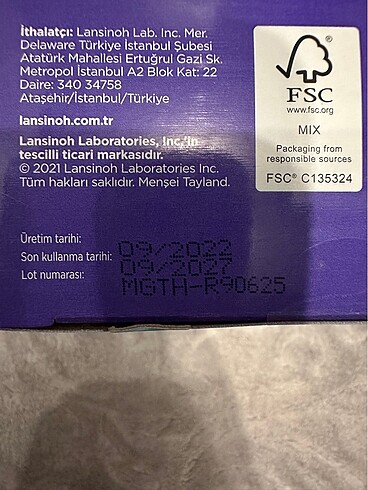 İthalatçı: Lansinoh Lab. Inc. Mer.
Delaware Türkiye İstanbul Şubesi
Atatürk Mahallesi Ertuğrul Gazi Sk.
Metropol İstanbul A2 Blok Kat: 22
Daire: 340 34758
Ataşehir/İstanbul/Türkiye
lansinoh.com.tr
Lansinoh Laboratories, Inc.'in
tescilli ticari markasıdır.
© 2021 Lansinoh Laboratories Inc.
Tüm hakları saklıdır. Menşei Tayland.
FSC
www.fsc.org
MIX
Packaging from
responsible sources
FSC® C135324
Üretim tarihi: 09/2022
Son kullanma tarihi: 09/2027
Lot numarası: MGTH-R90625